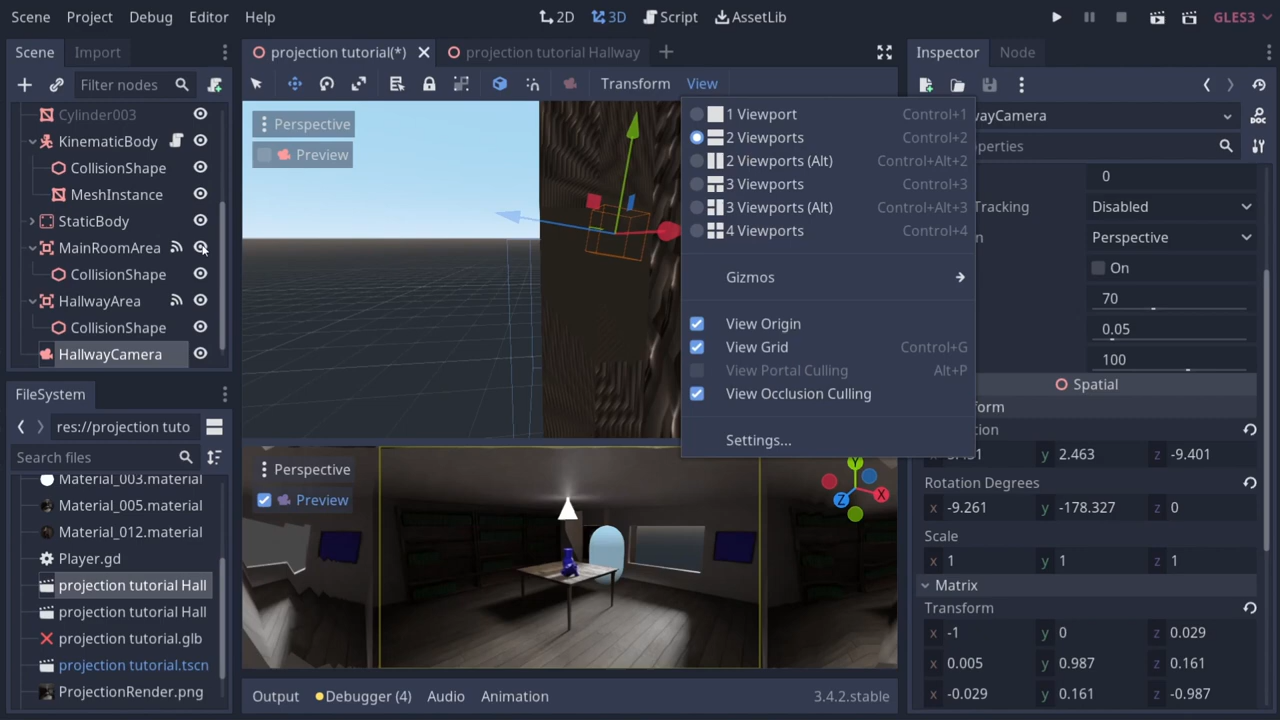 Scene Project Debug Editor Help 2D 3D Script AssetLib GLES3
Scene Import
Filter nodes
Cylinder003
KinematicBody
CollisionShape
MeshInstance
StaticBody
MainRoomArea
CollisionShape
HallwayArea
CollisionShape
HallwayCamera
FileSystem
res://projection tuto
Search files
Material_003.material
Material_005.material
Material_012.material
Player.gd
projection tutorial Hall
projection tutorial Hall
projection tutorial.glb
projection tutorial.tscn
ProjectionRender.png
projection tutorial(*) projection tutorial Hallway
Transform View
Perspective
Preview
1 Viewport Control+1
2 Viewports Control+2
2 Viewports (Alt) Control+Alt+2
3 Viewports Control+3
3 Viewports (Alt) Control+Alt+3
4 Viewports Control+4
Gizmos
View Origin
View Grid Control+G
View Portal Culling Alt+P
View Occlusion Culling
Settings...
Perspective
Preview
Y
X
Z
Output Debugger (4) Audio Animation 3.4.2.stable
Inspector Node
wayCamera
operties
0
Tracking Disabled
n Perspective
On
70
0.05
100
Spatial
orm
tion
y 2.463 z -9.401
Rotation Degrees
x -9.261 y -178.327 z 0
Scale
x 1 y 1 z 1
Matrix
Transform
x -1 y 0 z 0.029
x 0.005 y 0.987 z 0.161
x -0.029 y 0.161 z -0.987